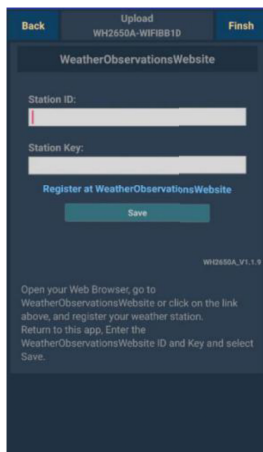 Back
Upload
Finsh
WH2650A-WIFIBB1D
WeatherObservationsWebsite
Station ID:
Station Key:
Register at WeatherObservationsWebsite
Save
WH2650A_V1.1.9
Open your Web Browser, go to
WeatherObservationsWebsite or click on the link
above, and register your weather station.
Return to this app, Enter the
WeatherObservationsWebsite ID and Key and select
Save.